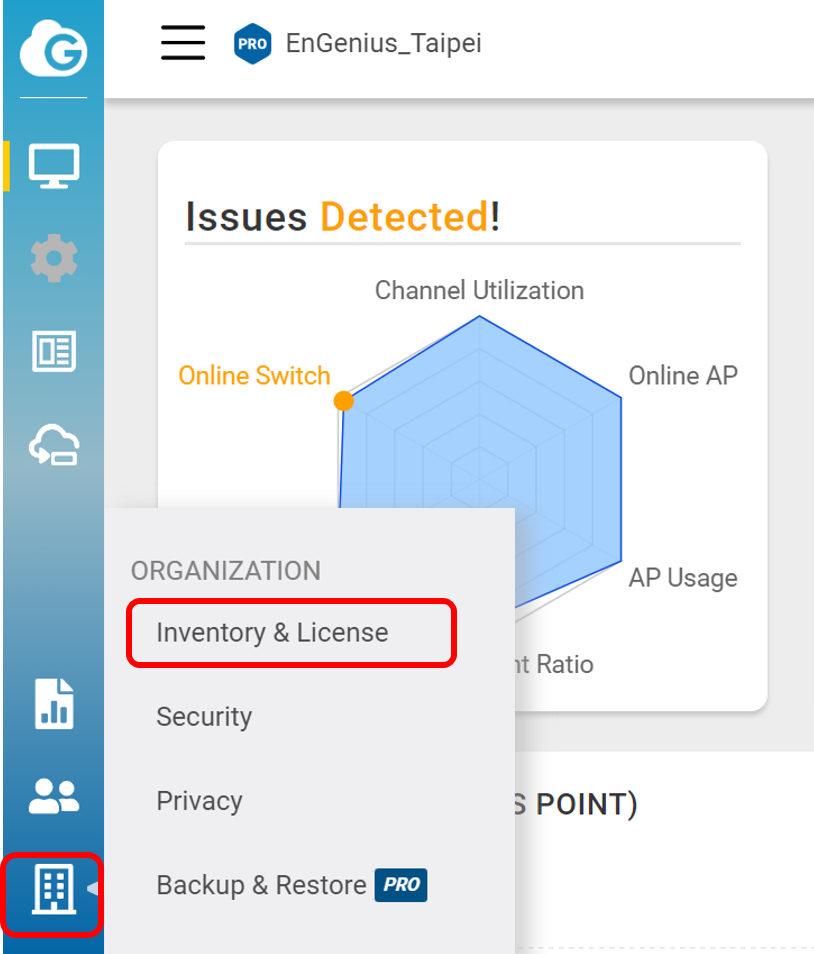 G
PRO EnGenius_Taipei
Issues Detected!
Channel Utilization
Online Switch
Online AP
AP Usage
Ratio
ORGANIZATION
Inventory & License
Security
Privacy
Backup & Restore PRO
POINT)